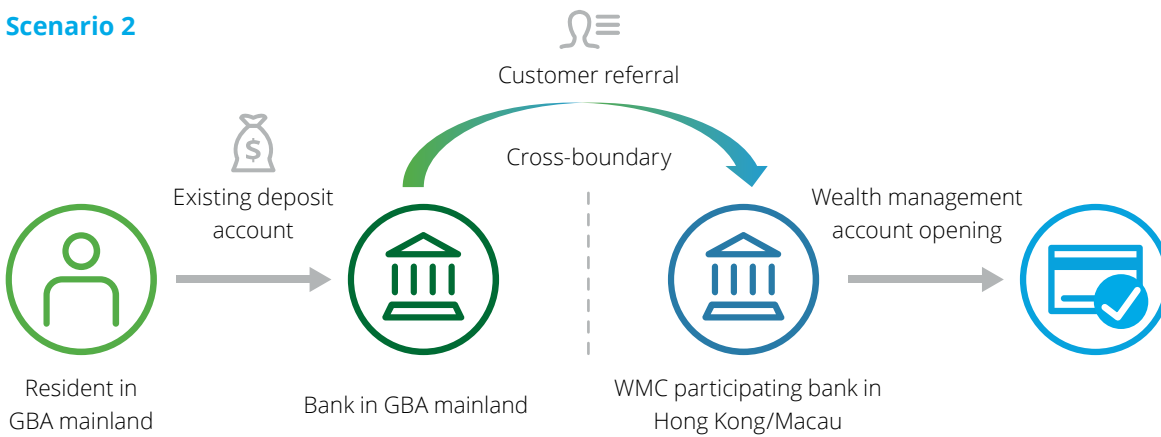 Scenario 2
Customer referral
Cross-boundary
Existing deposit
account
$
Wealth management
account opening
Resident in
GBA mainland
Bank in GBA mainland
WMC participating bank in
Hong Kong/Macau